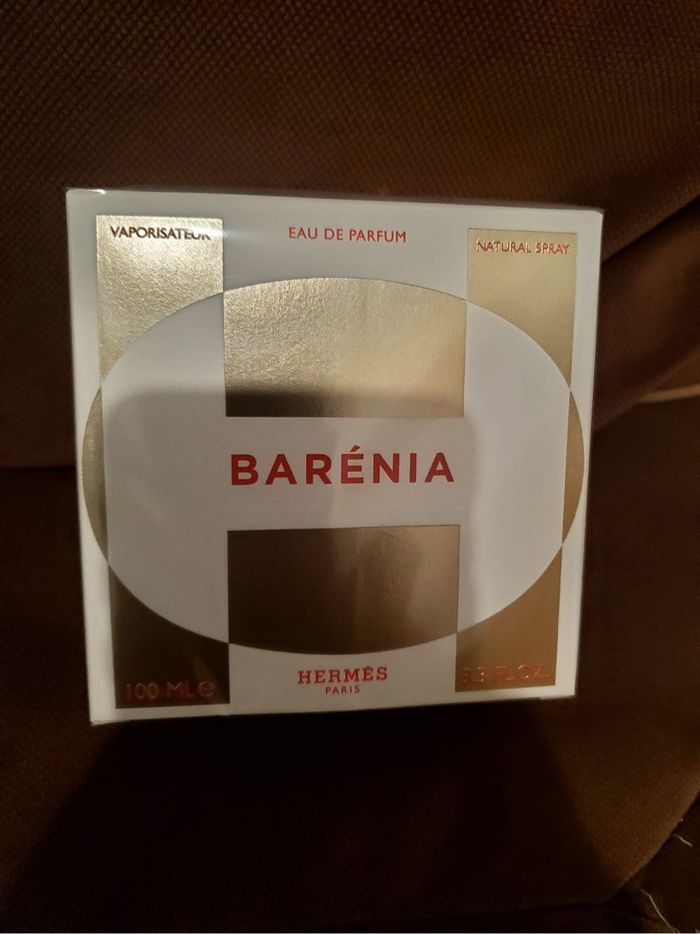 VAPORISATEUR
EAU DE PARFUM
NATURAL SPRAY
BARÉNIA
HERMÈS
PARIS
100 ML ℮
3.3 FL.OZ.